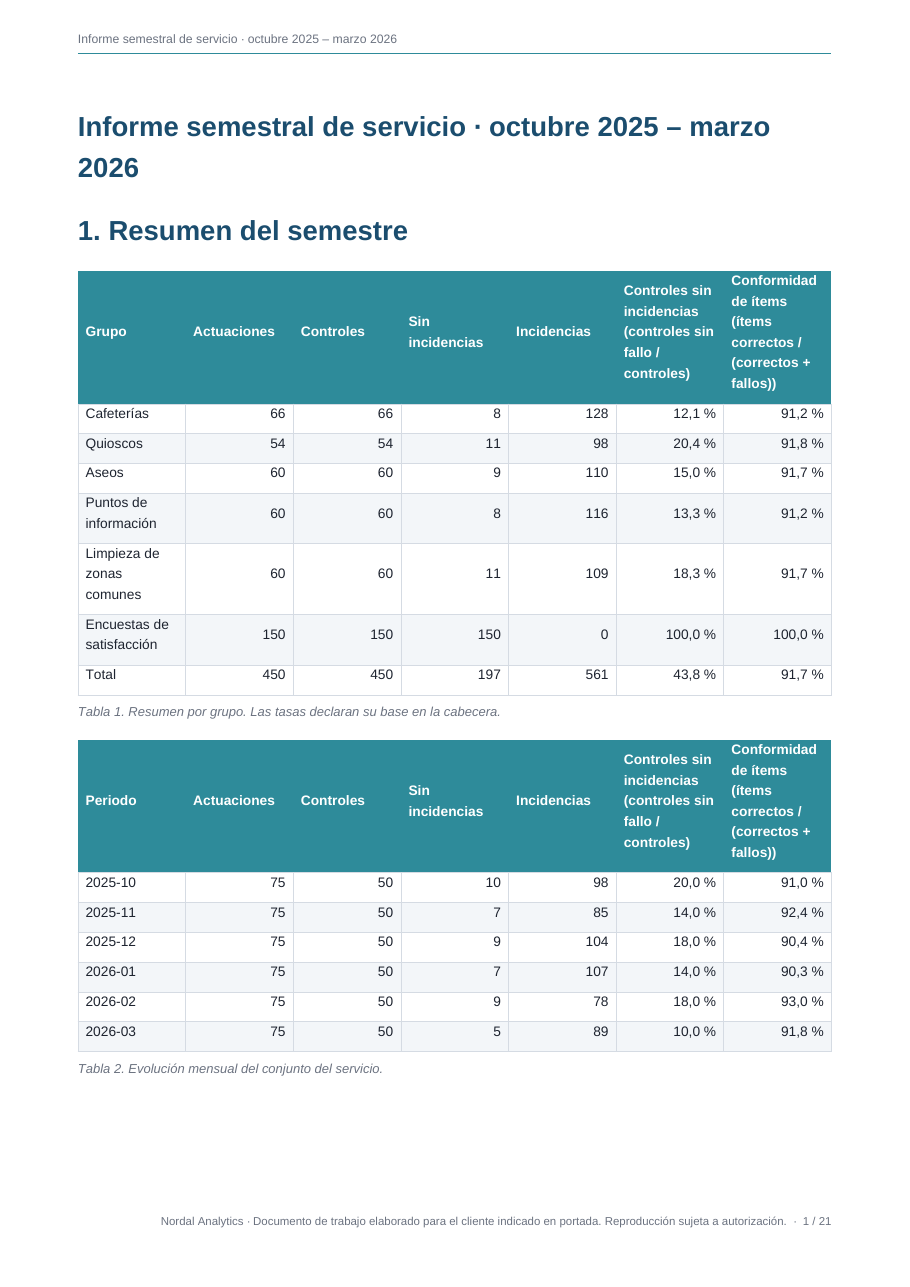 Informe semestral de servicio · octubre 2025 – marzo 2026
Informe semestral de servicio · octubre 2025 – marzo
2026
1. Resumen del semestre
Grupo Actuaciones Controles Sin incidencias Incidencias Controles sin incidencias (controles sin fallo / controles) Conformidad de ítems (ítems correctos / (correctos + fallos))
Cafeterías 66 66 8 128 12,1 % 91,2 %
Quioscos 54 54 11 98 20,4 % 91,8 %
Aseos 60 60 9 110 15,0 % 91,7 %
Puntos de información 60 60 8 116 13,3 % 91,2 %
Limpieza de zonas comunes 60 60 11 109 18,3 % 91,7 %
Encuestas de satisfacción 150 150 150 0 100,0 % 100,0 %
Total 450 450 197 561 43,8 % 91,7 %
Tabla 1. Resumen por grupo. Las tasas declaran su base en la cabecera.
Periodo Actuaciones Controles Sin incidencias Incidencias Controles sin incidencias (controles sin fallo / controles) Conformidad de ítems (ítems correctos / (correctos + fallos))
2025-10 75 50 10 98 20,0 % 91,0 %
2025-11 75 50 7 85 14,0 % 92,4 %
2025-12 75 50 9 104 18,0 % 90,4 %
2026-01 75 50 7 107 14,0 % 90,3 %
2026-02 75 50 9 78 18,0 % 93,0 %
2026-03 75 50 5 89 10,0 % 91,8 %
Tabla 2. Evolución mensual del conjunto del servicio.
Nordal Analytics · Documento de trabajo elaborado para el cliente indicado en portada. Reproducción sujeta a autorización. · 1 / 21